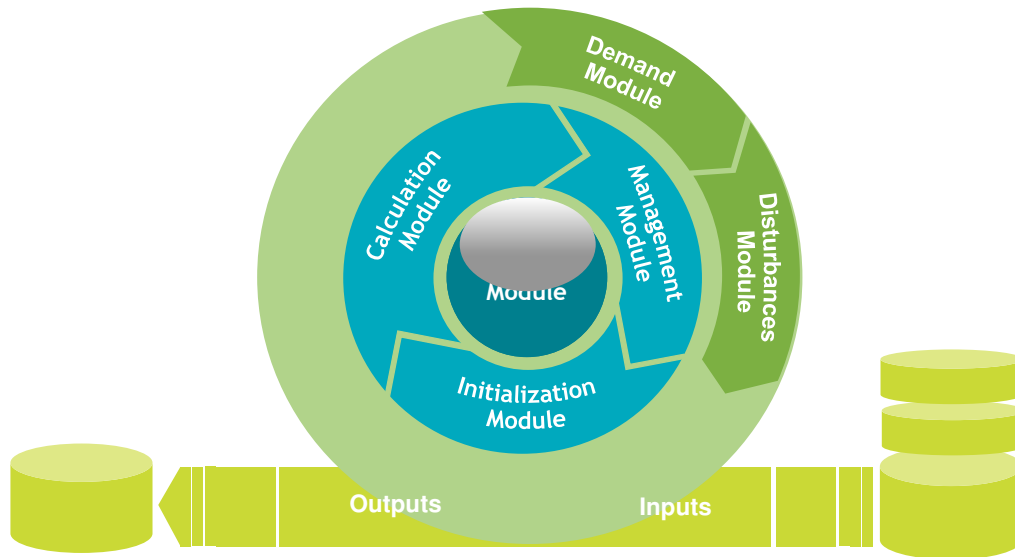 Demand
Module
Disturbances
Module
Management
Module
Calculation
Module
Module
Initialization
Module
Outputs
Inputs